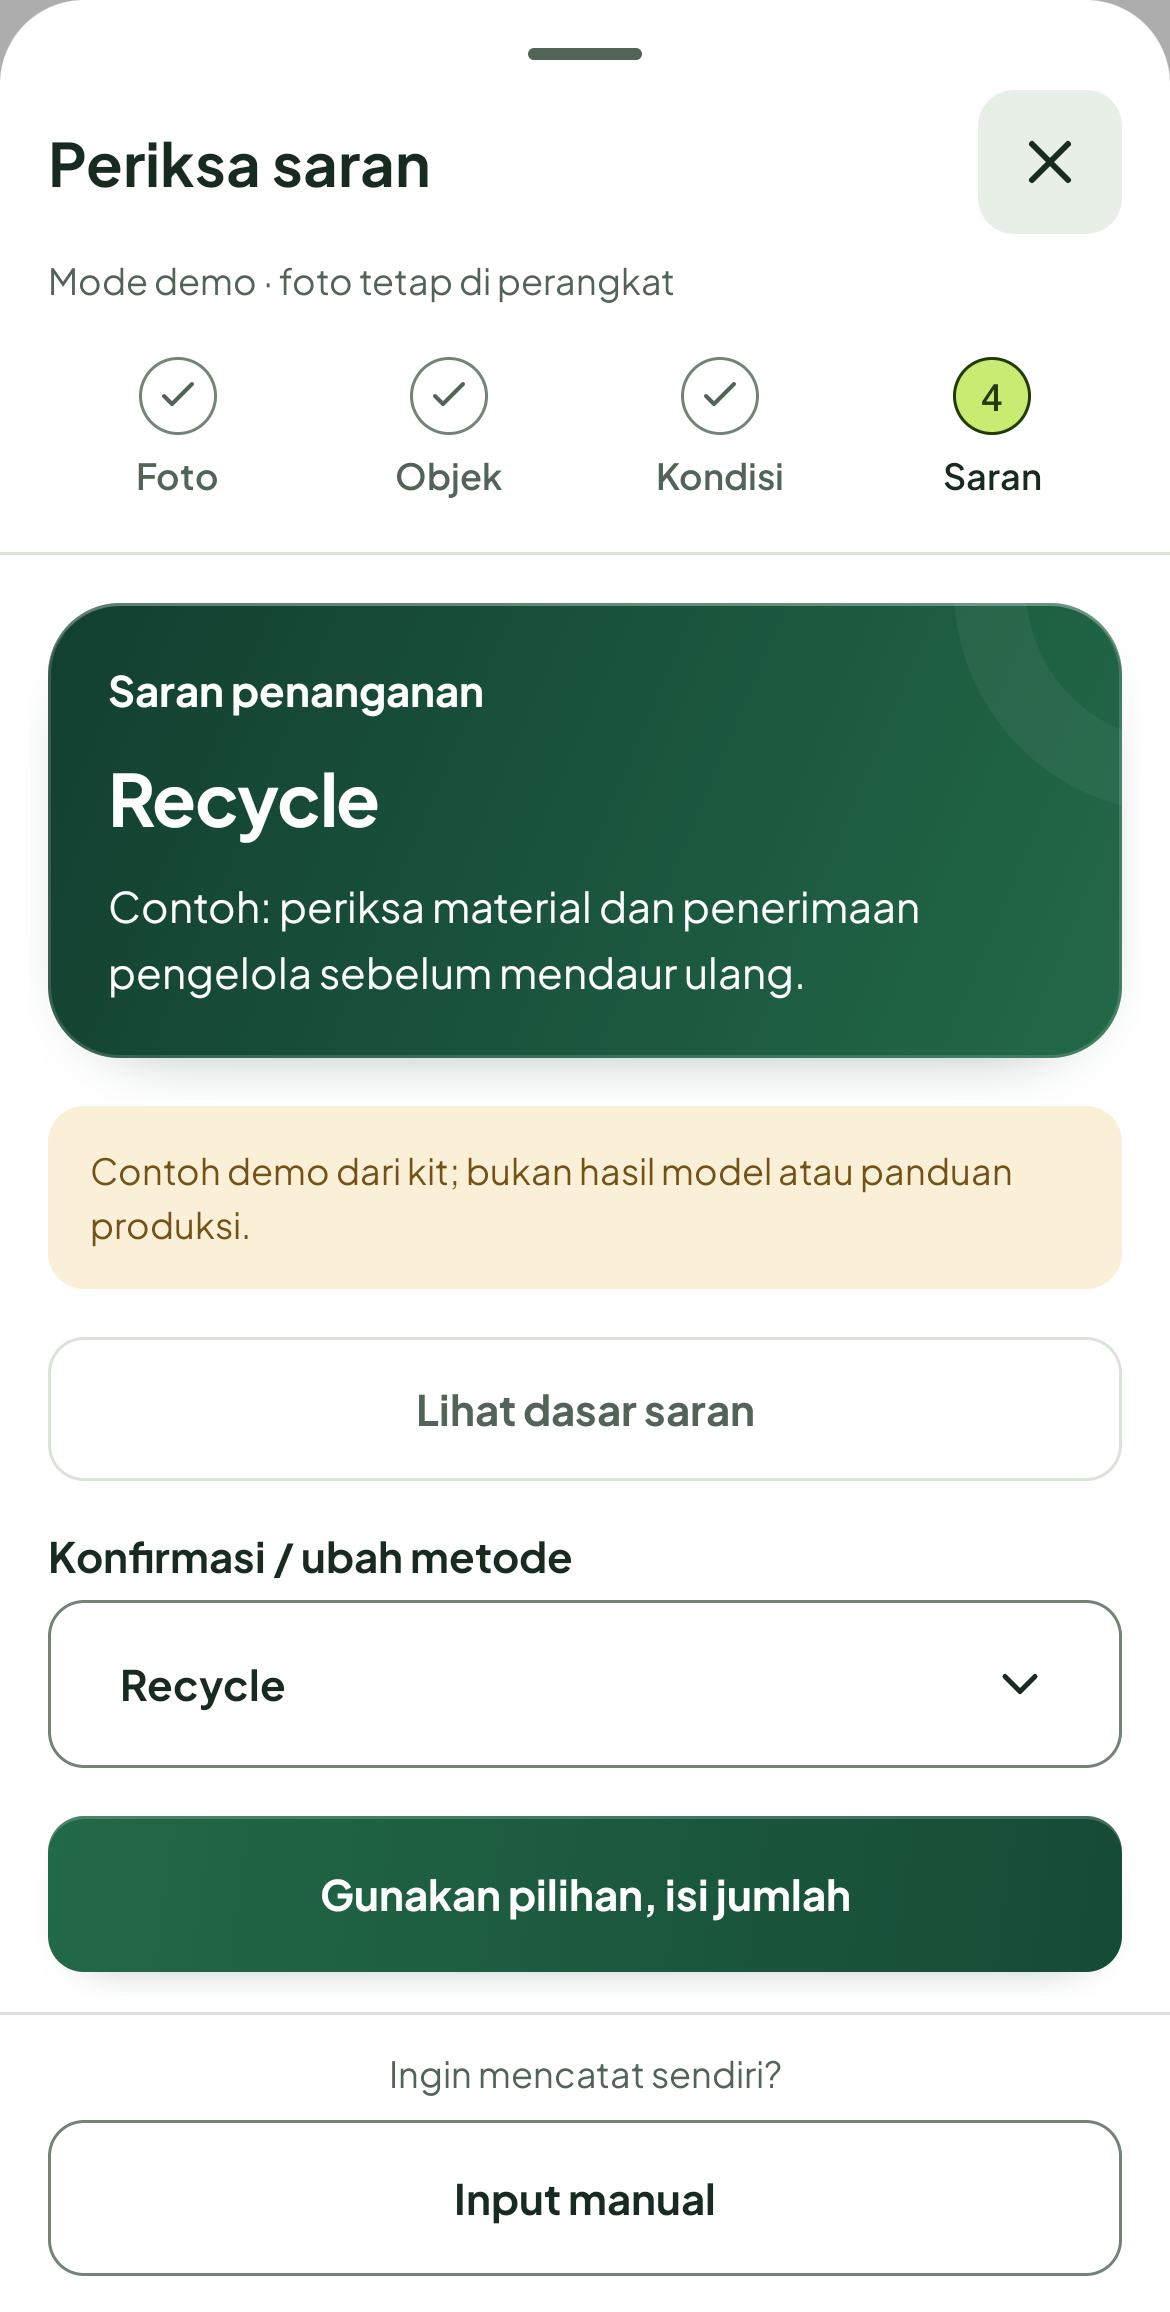 Periksa saran
Mode demo · foto tetap di perangkat
Foto
Objek
Kondisi
4
Saran
Saran penanganan
Recycle
Contoh: periksa material dan penerimaan
pengelola sebelum mendaur ulang.
Contoh demo dari kit; bukan hasil model atau panduan
produksi.
Lihat dasar saran
Konfirmasi / ubah metode
Recycle
Gunakan pilihan, isi jumlah
Ingin mencatat sendiri?
Input manual